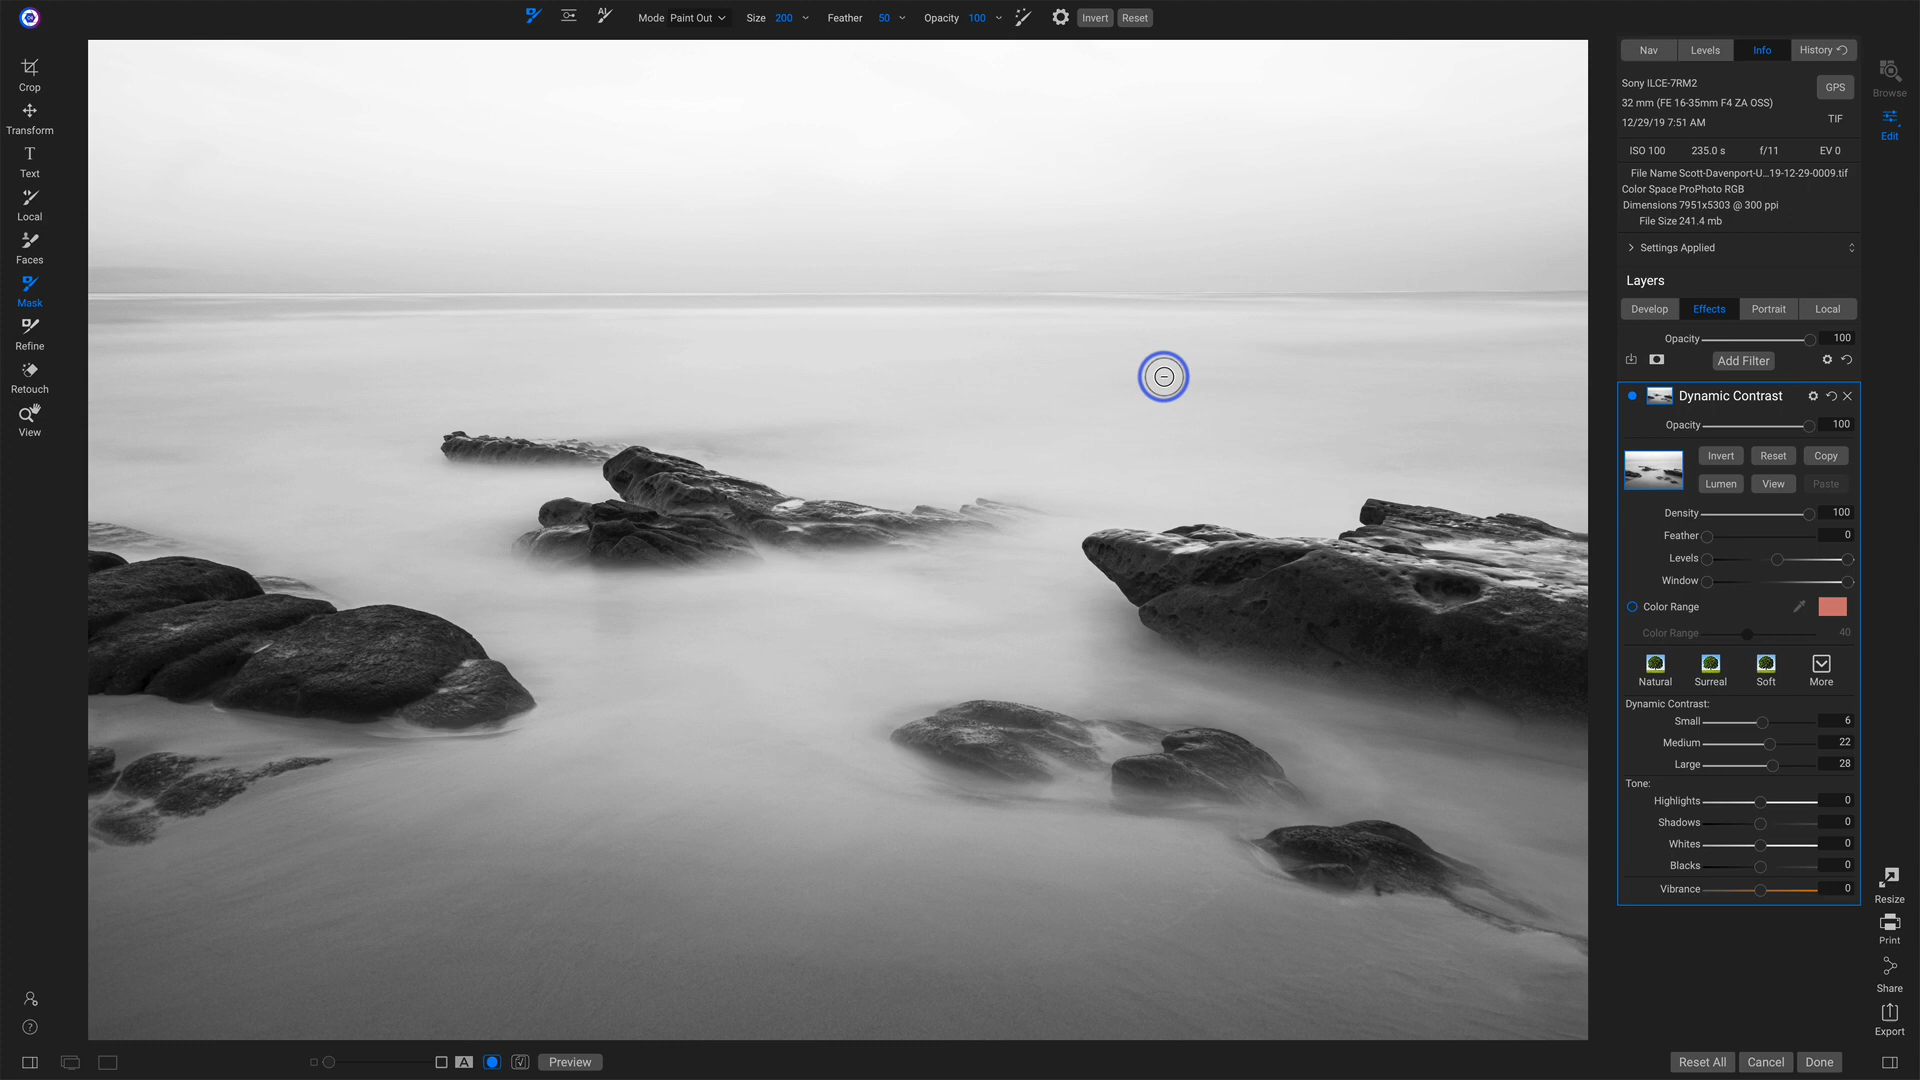 AI
Mode Paint Out Size 200 Feather 50 Opacity 100 Invert Reset
Crop
Transform
T
Text
Local
Faces
Mask
Refine
Retouch
View
?
A
Preview
Nav Levels Info History
Sony ILCE-7RM2
GPS
32 mm (FE 16-35mm F4 ZA OSS)
12/29/19 7:51 AM
TIF
ISO 100 235.0 s f/11 EV 0
File Name Scott-Davenport-U...19-12-29-0009.tif
Color Space ProPhoto RGB
Dimensions 7951x5303 @ 300 ppi
File Size 241.4 mb
Settings Applied
Layers
Develop Effects Portrait Local
Opacity 100
Add Filter
Dynamic Contrast
Opacity 100
Invert Reset Copy
Lumen View Paste
Density 100
Feather 0
Levels
Window
Color Range
Color Range 40
Natural Surreal Soft More
Dynamic Contrast:
Small 6
Medium 22
Large 28
Tone:
Highlights 0
Shadows 0
Whites 0
Blacks 0
Vibrance 0
Reset All Cancel Done
Browse
Edit
Resize
Print
Share
Export